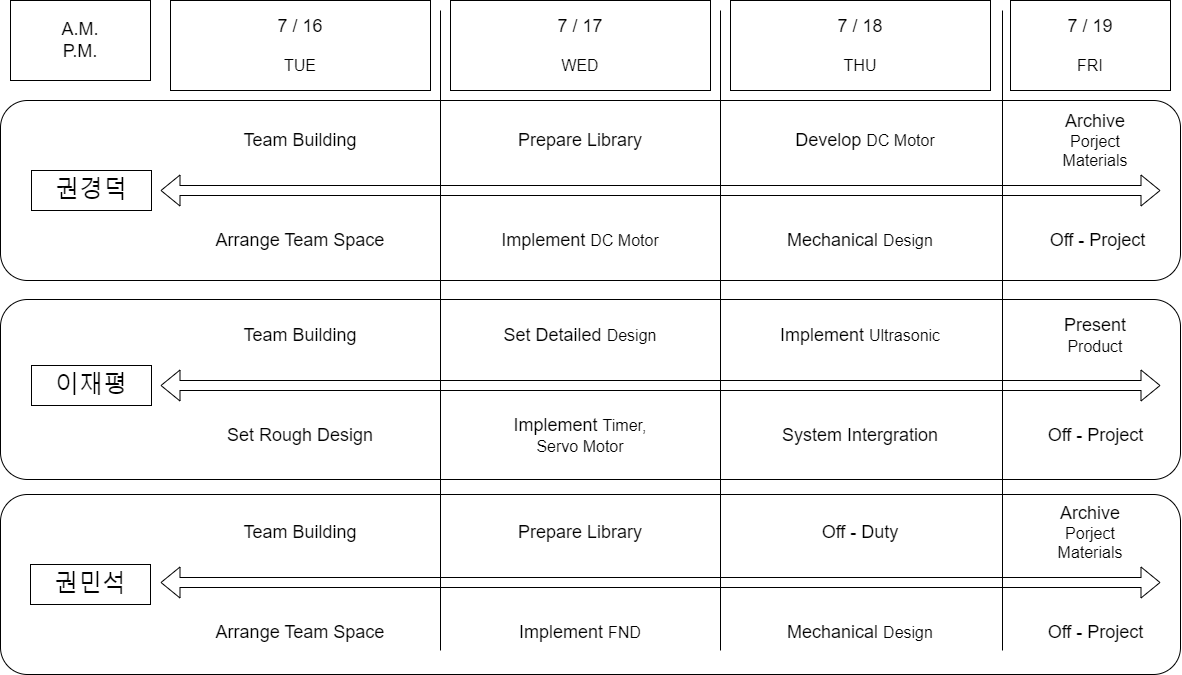 A.M.
P.M.
7 / 16
TUE
7 / 17
WED
7 / 18
THU
7 / 19
FRI
권경덕
Team Building
Prepare Library
Develop DC Motor
Archive
Porject
Materials
Arrange Team Space
Implement DC Motor
Mechanical Design
Off - Project
이재평
Team Building
Set Detailed Design
Implement Ultrasonic
Present
Product
Set Rough Design
Implement Timer,
Servo Motor
System Intergration
Off - Project
권민석
Team Building
Prepare Library
Off - Duty
Archive
Porject
Materials
Arrange Team Space
Implement FND
Mechanical Design
Off - Project